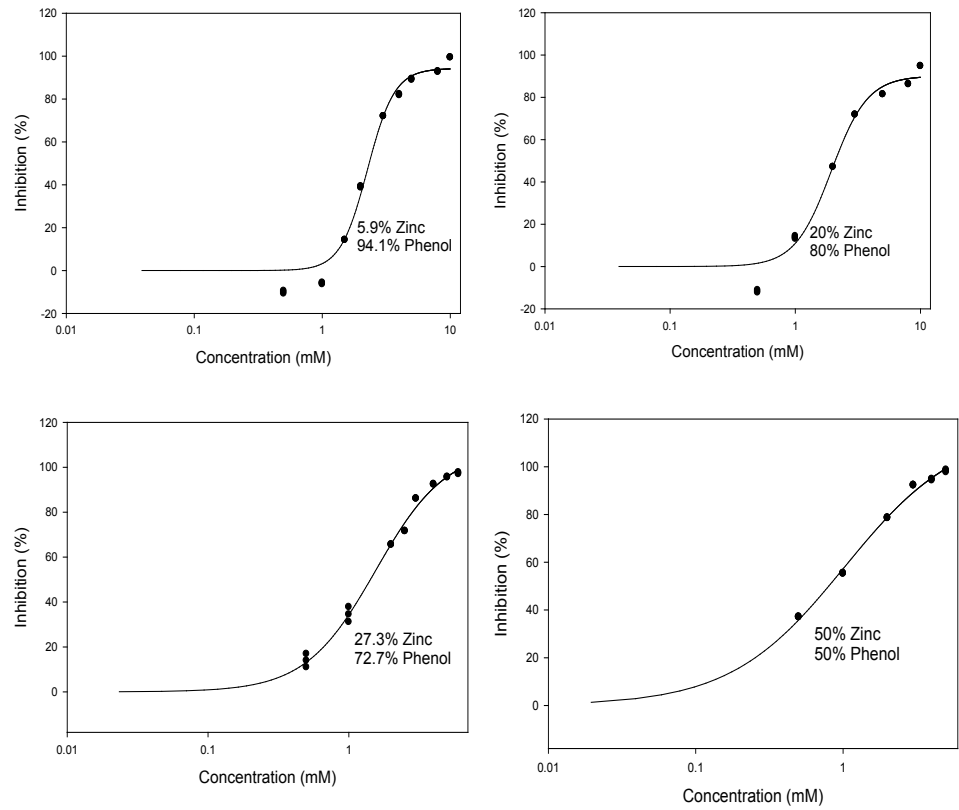 120
100
80
60
40
20
0
-20
Inhibition (%)
5.9% Zinc
94.1% Phenol
0.01 0.1 1 10
Concentration (mM)
120
100
80
60
40
20
0
-20
Inhibition (%)
20% Zinc
80% Phenol
0.01 0.1 1 10
Concentration (mM)
120
100
80
60
40
20
0
Inhibition (%)
27.3% Zinc
72.7% Phenol
0.01 0.1 1
Concentration (mM)
120
100
80
60
40
20
0
Inhibition (%)
50% Zinc
50% Phenol
0.01 0.1 1
Concentration (mM)